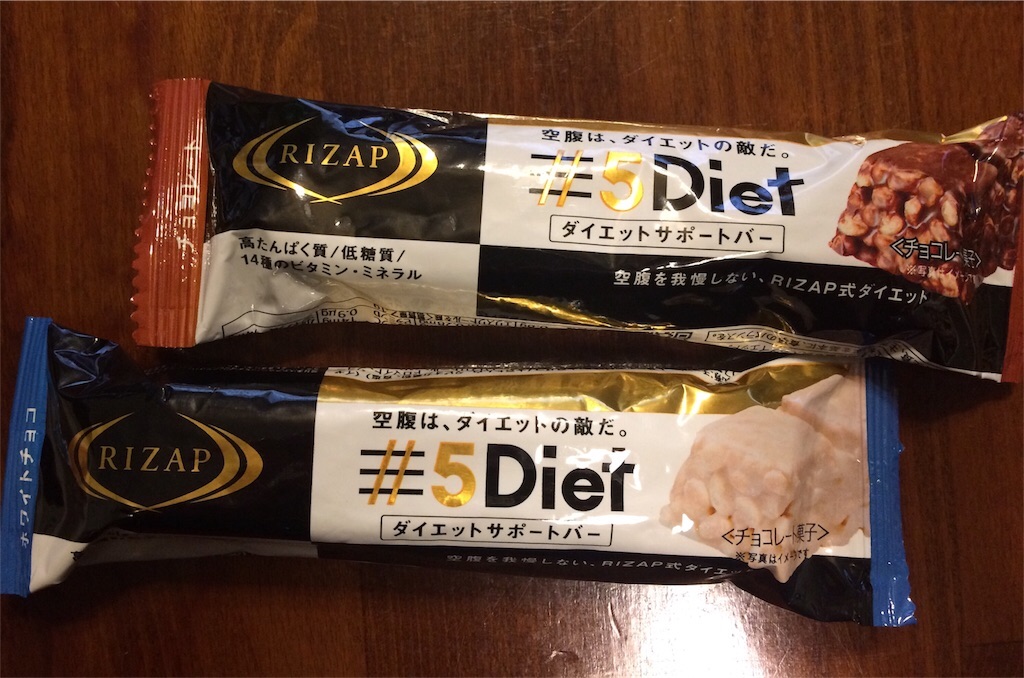 チョコレート
RIZAP
高たんぱく質/低糖質/
14種のビタミン・ミネラル
空腹は、ダイエットの敵だ。
#5Diet
ダイエットサポートバー
空腹を我慢しない、RIZAP式ダイエット
<チョコレート菓子>
ホワイトチョコ
RIZAP
空腹は、ダイエットの敵だ。
#5Diet
ダイエットサポートバー
空腹を我慢しない、RIZAP式ダイエ
<チョコレート菓子>
※写真はイメージです